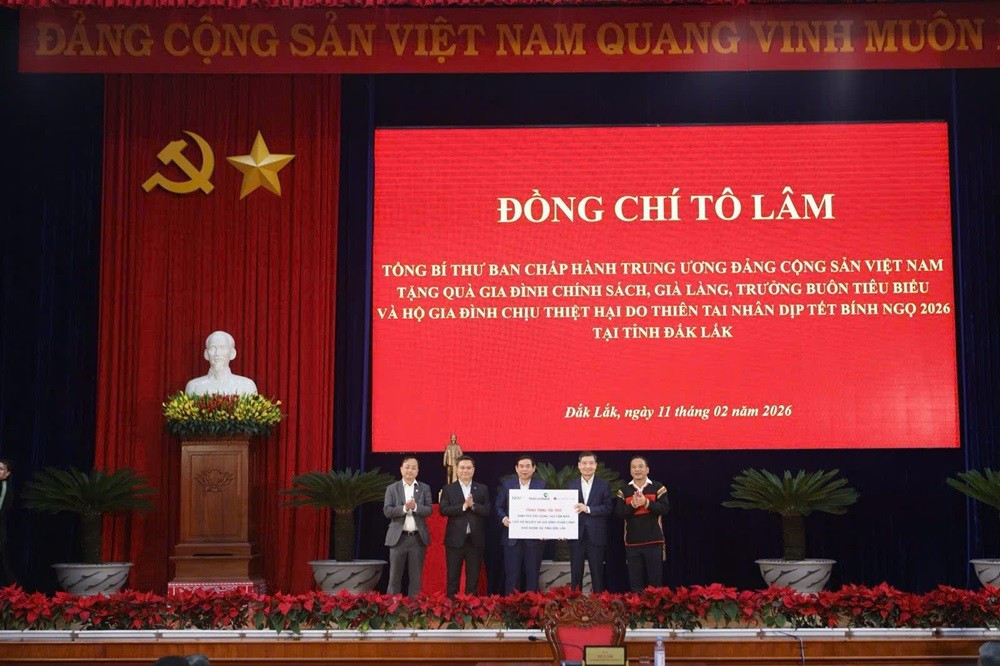 ĐẢNG CỘNG SẢN VIỆT NAM QUANG VINH MUÔN
ĐỒNG CHÍ TÔ LÂM
TỔNG BÍ THƯ BAN CHẤP HÀNH TRUNG ƯƠNG ĐẢNG CỘNG SẢN VIỆT NAM
TẶNG QUÀ GIA ĐÌNH CHÍNH SÁCH, GIÀ LÀNG, TRƯỞNG BUÔN TIÊU BIỂU
VÀ HỘ GIA ĐÌNH CHỊU THIỆT HẠI DO THIÊN TAI NHÂN DỊP TẾT BÍNH NGỌ 2026
TẠI TỈNH ĐẮK LẮK
Đắk Lắk, ngày 11 tháng 02 năm 2026